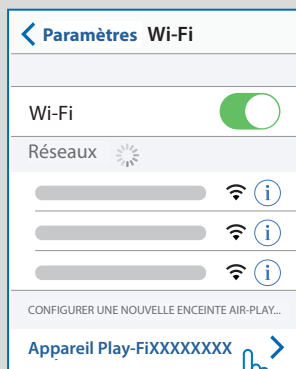 Paramètres Wi-Fi
Wi-Fi
Réseaux
CONFIGURER UNE NOUVELLE ENCEINTE AIR-PLAY...
Appareil Play-FiXXXXXXXX